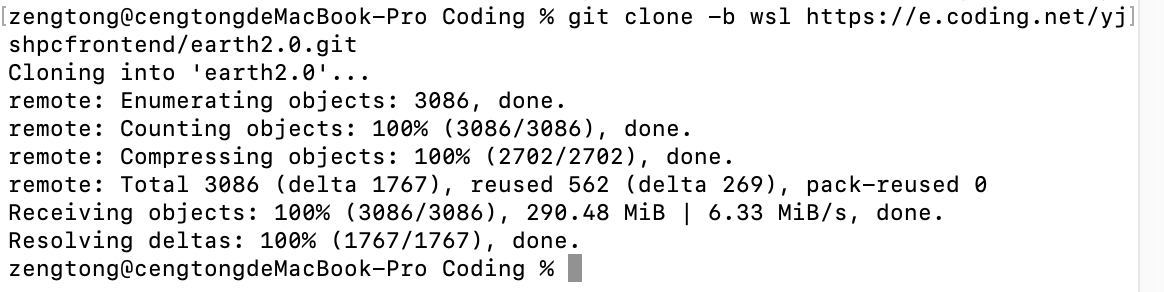 [zengtong@cengtongdeMacBook-Pro Coding % git clone -b wsl https://e.coding.net/yj]
shpcfrontend/earth2.0.git
Cloning into 'earth2.0'...
remote: Enumerating objects: 3086, done.
remote: Counting objects: 100% (3086/3086), done.
remote: Compressing objects: 100% (2702/2702), done.
remote: Total 3086 (delta 1767), reused 562 (delta 269), pack-reused 0
Receiving objects: 100% (3086/3086), 290.48 MiB | 6.33 MiB/s, done.
Resolving deltas: 100% (1767/1767), done.
zengtong@cengtongdeMacBook-Pro Coding %